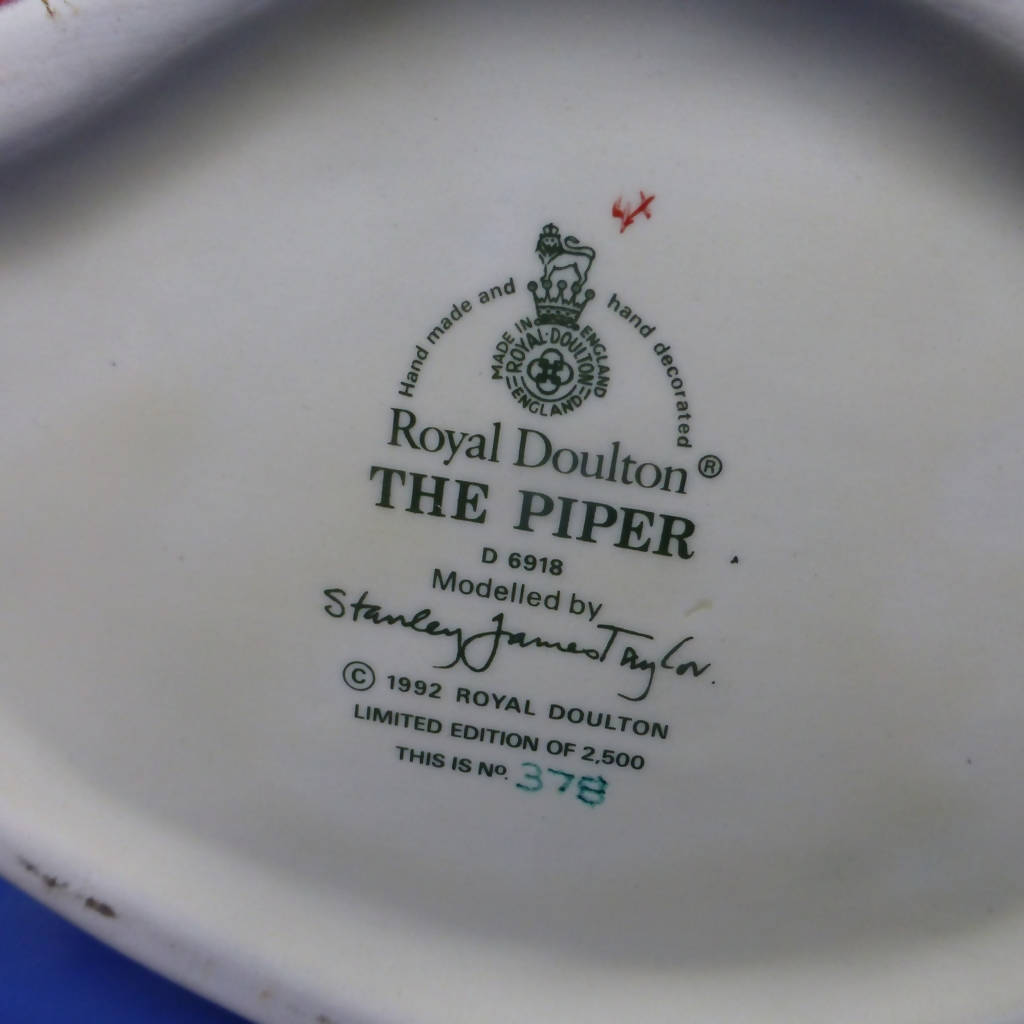 Hand made and hand decorated
MADE IN ENGLAND
ROYAL·DOULTON
ENGLAND
Royal Doulton®
THE PIPER
D 6918
Modelled by
Stanley James Taylor.
© 1992 ROYAL DOULTON
LIMITED EDITION OF 2,500
THIS IS Nº. 378